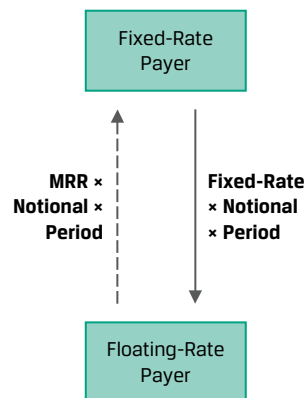 Fixed-Rate
Payer
MRR ×
Notional ×
Period
Fixed-Rate
× Notional
× Period
Floating-Rate
Payer